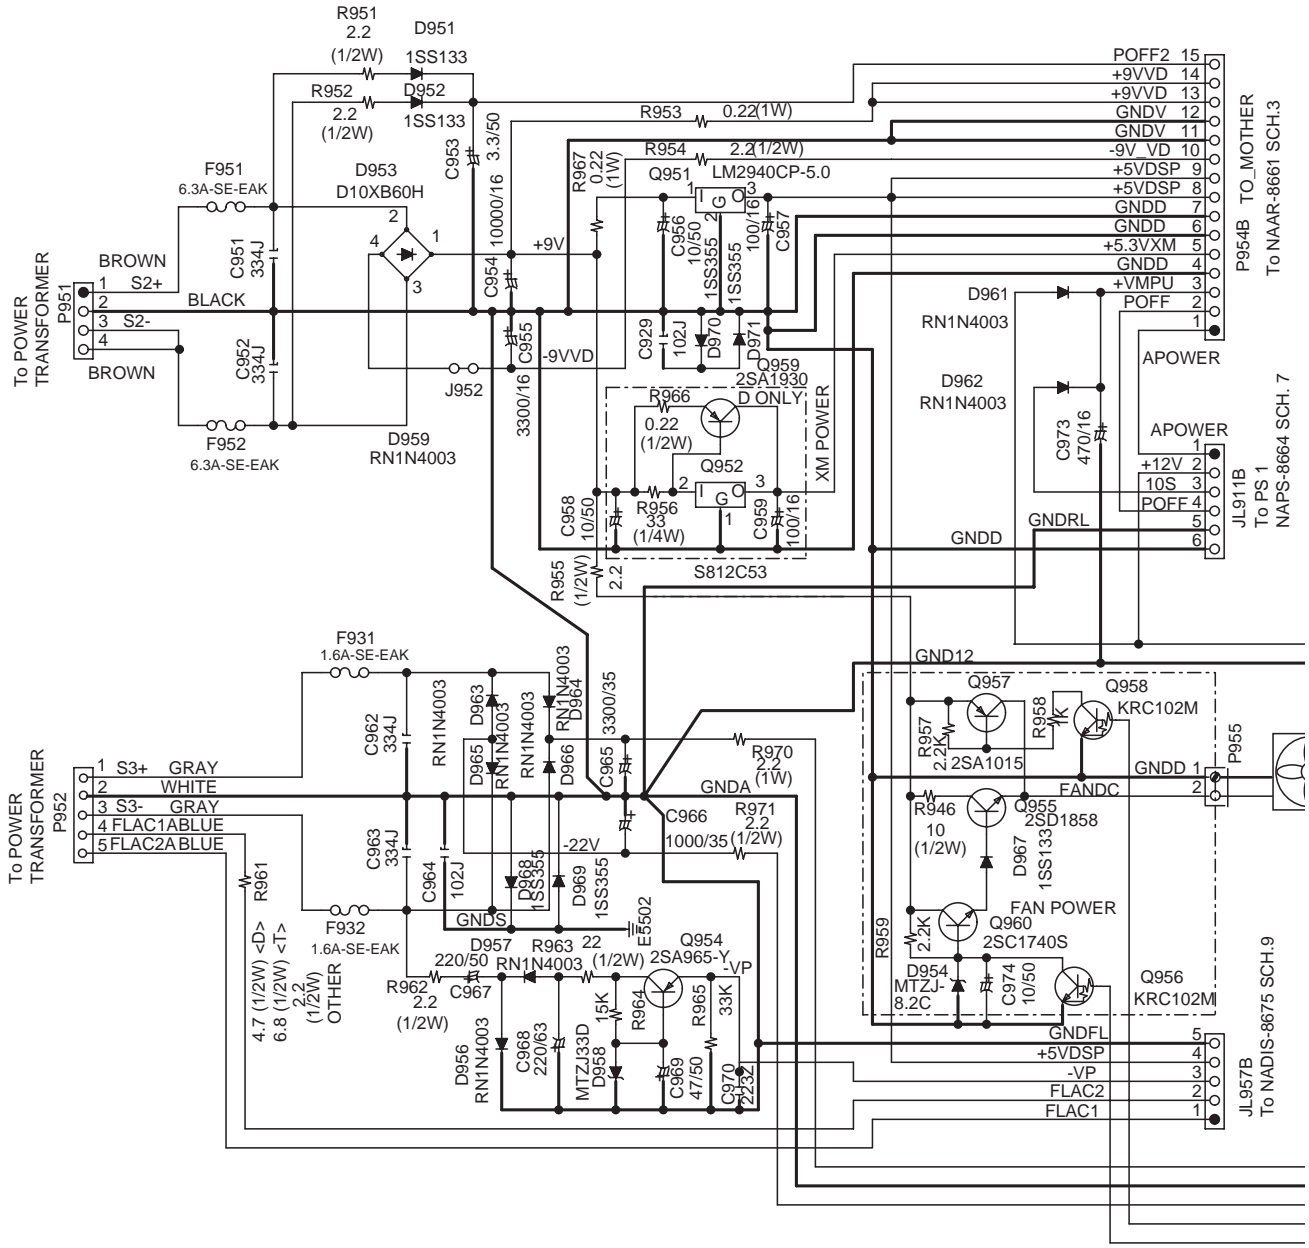 R951
2.2
(1/2W)
D951
1SS133
R952
2.2
(1/2W)
D952
1SS133
C953
3.3/50
R953
0.22(1W)
R954
2.2(1/2W)
R967
0.22
(1W)
Q951
LM2940CP-5.0
1
I
G
O
3
2
F951
6.3A-SE-EAK
D953
D10XB60H
2
4
1
3
+9V
10000/16
C954
C955
3300/16
-9VVD
J952
C956
10/50
1SS355
1SS355
100/16
C957
C929
102J
D970
D971
To POWER
TRANSFORMER
P951
BROWN
1
S2+
2
BLACK
3
S2-
4
BROWN
C951
334J
C952
334J
F952
6.3A-SE-EAK
D959
RN1N4003
POFF2 15
+9VVD 14
+9VVD 13
GNDV 12
GNDV 11
-9V_VD 10
+5VDSP 9
+5VDSP 8
GNDD 7
GNDD 6
+5.3VXM 5
GNDD 4
+VMPU 3
POFF 2
1
APOWER
P954B
TO_MOTHER
To NAAR-8661 SCH.3
D961
RN1N4003
D962
RN1N4003
C973
470/16
Q959
2SA1930
D ONLY
R966
0.22
(1/2W)
Q952
2
I
G
O
3
1
R956
33
(1/4W)
C958
10/50
C959
100/16
XM POWER
S812C53
R955
(1/2W)
2.2
APOWER
1
+12V 2
10S 3
POFF 4
GNDRL
5
GNDD
6
JL911B
To PS 1
NAPS-8664 SCH. 7
GND12
F931
1.6A-SE-EAK
C962
334J
RN1N4003
D963
RN1N4003
D965
RN1N4003
RN1N4003
D964
D966
3300/35
C965
R970
2.2
(1W)
GNDA
R971
2.2
(1/2W)
C966
1000/35
-22V
To POWER
TRANSFORMER
P952
1 S3+ GRAY
2 WHITE
3 S3- GRAY
4 FLAC1A BLUE
5 FLAC2A BLUE
R961
4.7 (1/2W) <D>
6.8 (1/2W) <T>
2.2
(1/2W)
OTHER
C963
334J
C964
102J
D968
1SS355
D969
1SS355
GNDS
E5502
F932
1.6A-SE-EAK
D957
RN1N4003
220/50
C967
R962
2.2
(1/2W)
R963
22
(1/2W)
Q954
2SA965-Y
-VP
15K
R964
R965
33K
D956
RN1N4003
C968
220/63
MTZJ33D
D958
C969
47/50
C970
223Z
Q957
2SA1015
R957
2.2K
R958
1K
Q958
KRC102M
P955
GNDD 1
FANDC 2
R946
10
(1/2W)
Q955
2SD1858
D967
1SS133
Q960
2SC1740S
FAN POWER
R959
2.2K
D954
MTZJ-
8.2C
C974
10/50
Q956
KRC102M
GNDFL 5
+5VDSP 4
-VP 3
FLAC2 2
FLAC1 1
JL957B
To NADIS-8675 SCH.9